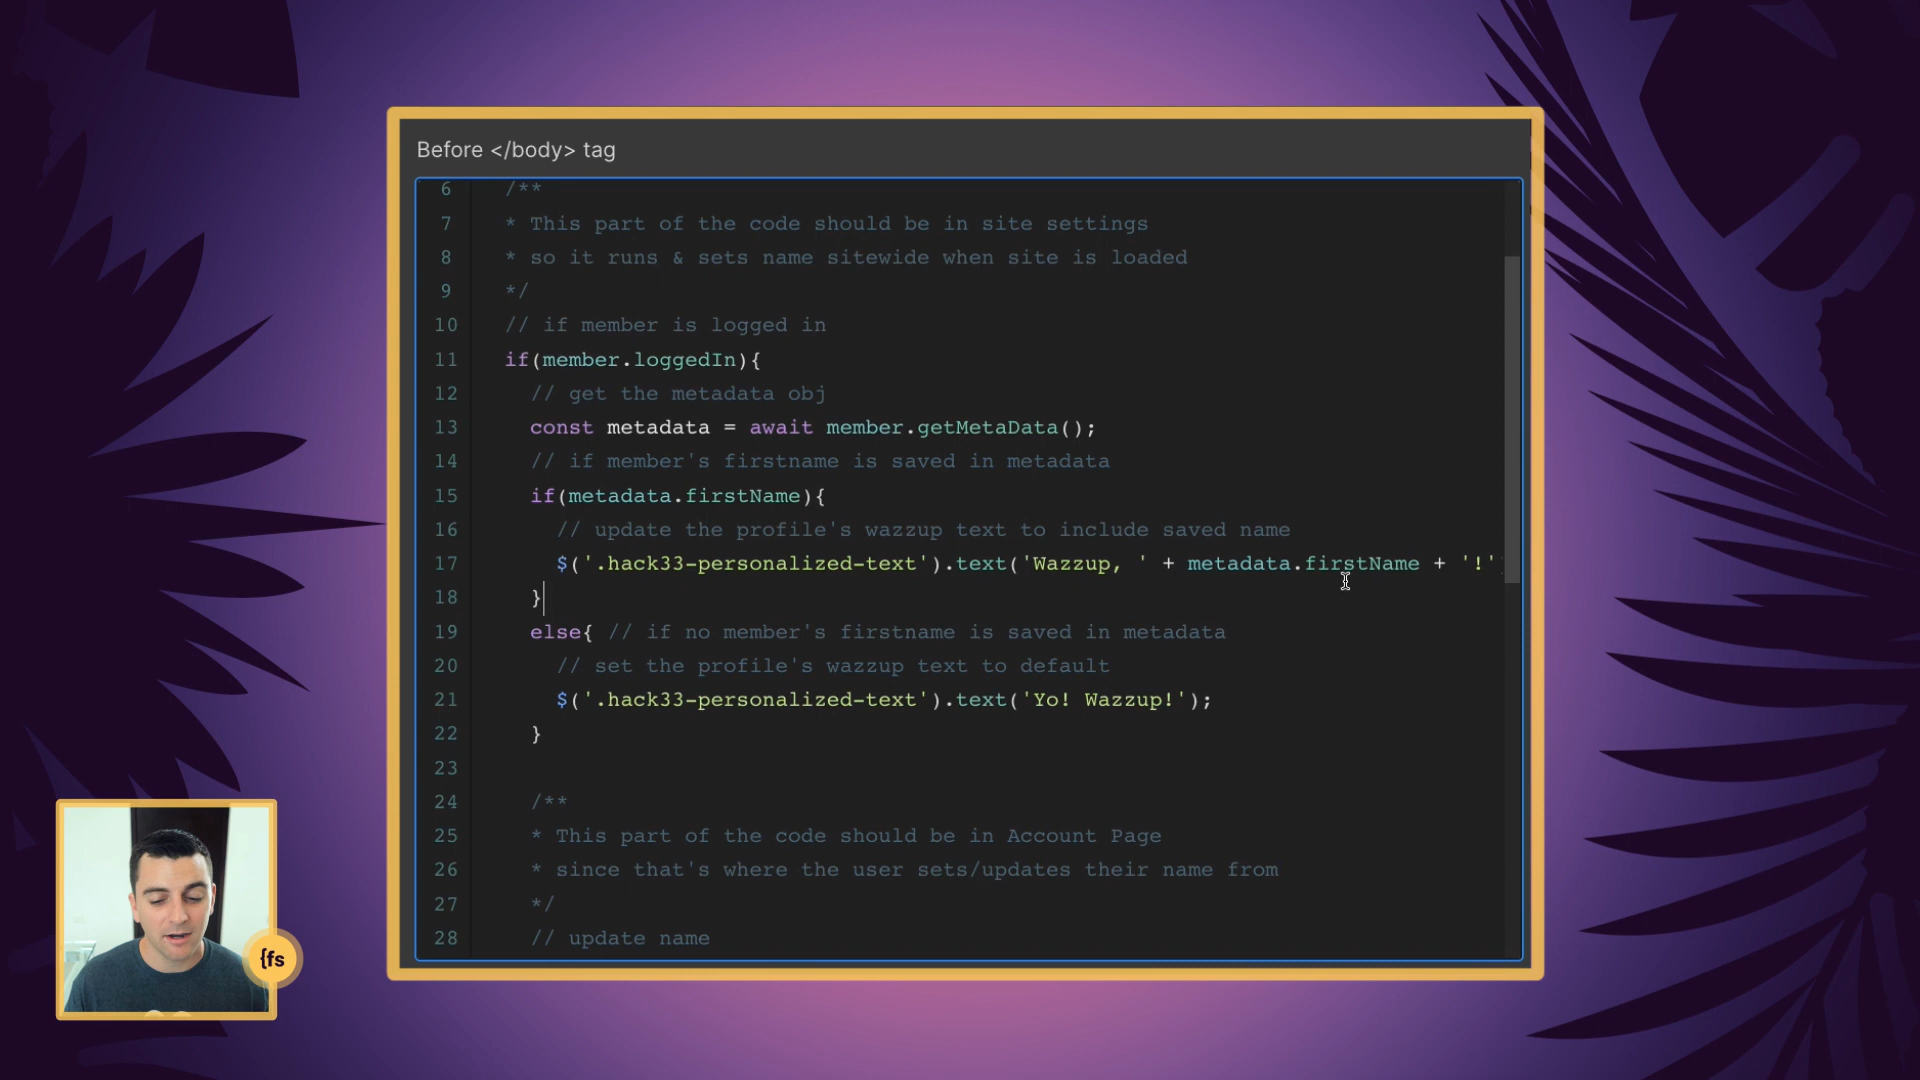 Before </body> tag
6 /**
7 * This part of the code should be in site settings
8 * so it runs & sets name sitewide when site is loaded
9 */
10 // if member is logged in
11 if(member.loggedIn){
12 // get the metadata obj
13 const metadata = await member.getMetaData();
14 // if member's firstname is saved in metadata
15 if(metadata.firstName){
16 // update the profile's wazzup text to include saved name
17 $('.hack33-personalized-text').text('Wazzup, ' + metadata.firstName + '!'
18 }
19 else{ // if no member's firstname is saved in metadata
20 // set the profile's wazzup text to default
21 $('.hack33-personalized-text').text('Yo! Wazzup!');
22 }
23
24 /**
25 * This part of the code should be in Account Page
26 * since that's where the user sets/updates their name from
27 */
28 // update name
{fs